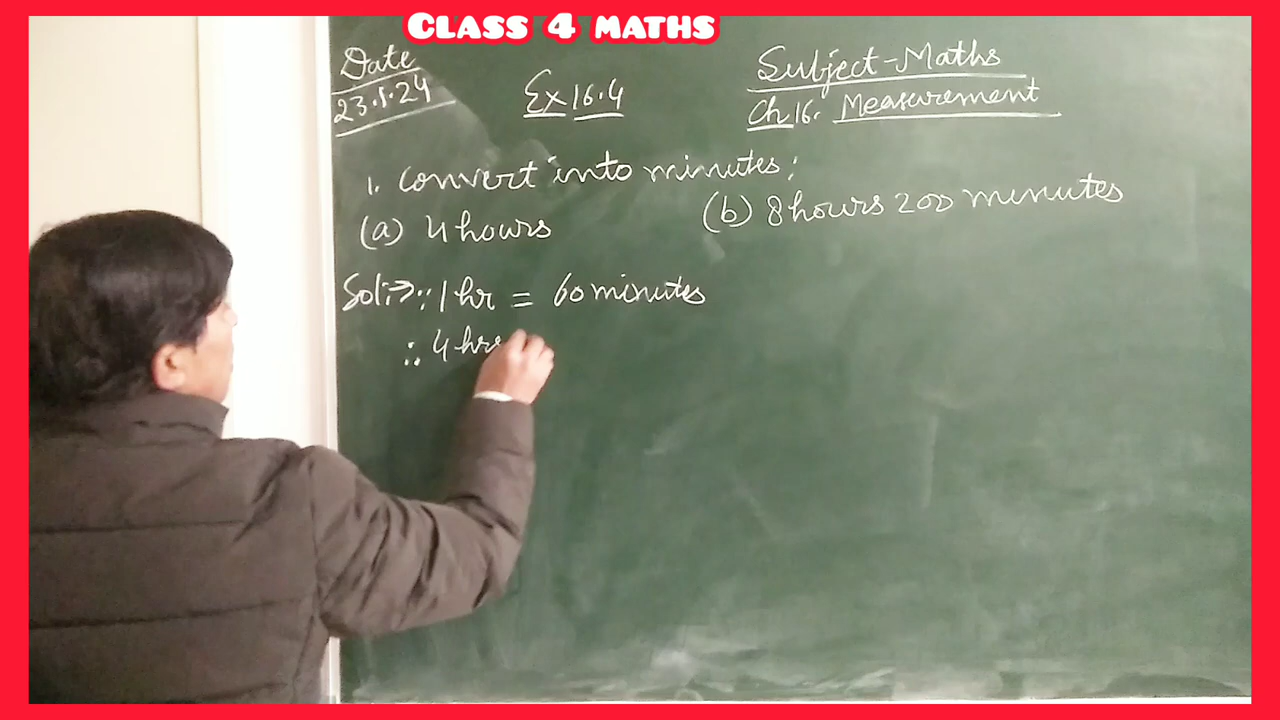 CLASS 4 MATHS
Date
23.1.24
Ex 16.4
Subject-Maths
Ch 16. Measurement
1. Convert into minutes:
(a) 4 hours
(b) 8 hours 200 minutes
Sol:→ ∵ 1 hr = 60 minutes
∴ 4 hrs